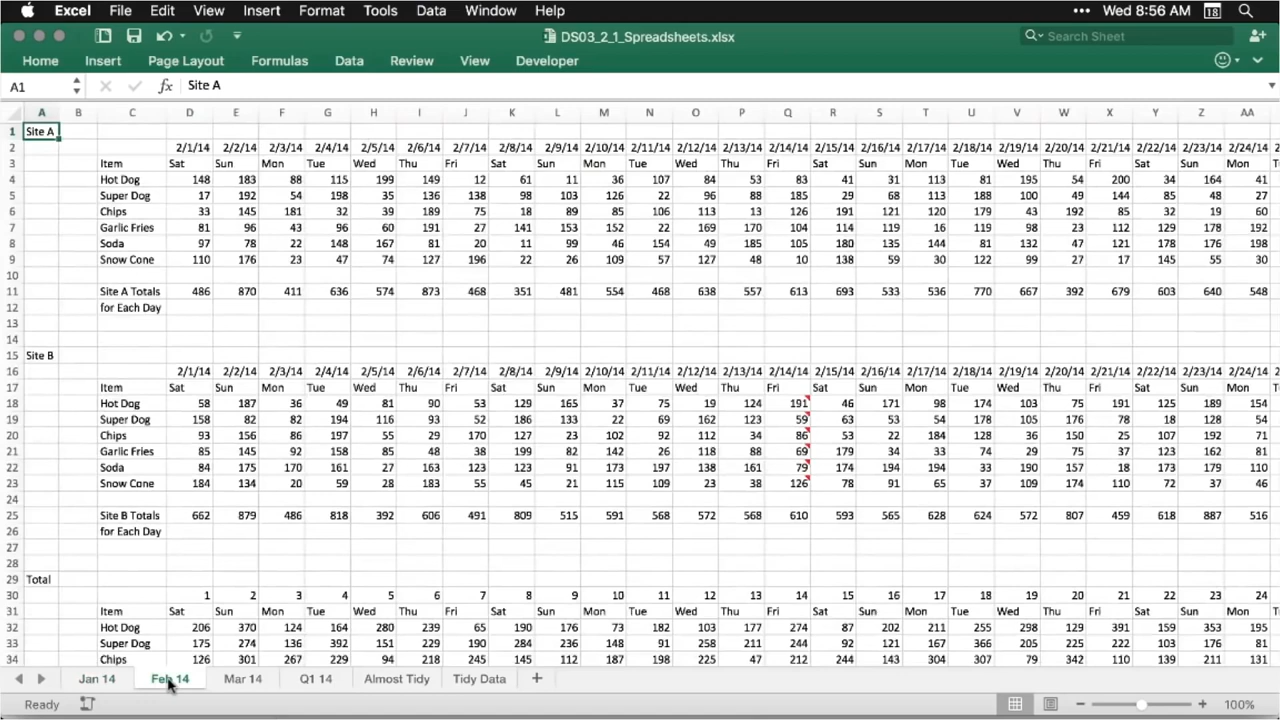 Excel File Edit View Insert Format Tools Data Window Help ••• Wed 8:56 AM 18
DS03_2_1_Spreadsheets.xlsx Search Sheet
Home Insert Page Layout Formulas Data Review View Developer
A1 fx Site A
A B C D E F G H I J K L M N O P Q R S T U V W X Y Z AA
1 Site A
2 2/1/14 2/2/14 2/3/14 2/4/14 2/5/14 2/6/14 2/7/14 2/8/14 2/9/14 2/10/14 2/11/14 2/12/14 2/13/14 2/14/14 2/15/14 2/16/14 2/17/14 2/18/14 2/19/14 2/20/14 2/21/14 2/22/14 2/23/14 2/24/14
3 Item Sat Sun Mon Tue Wed Thu Fri Sat Sun Mon Tue Wed Thu Fri Sat Sun Mon Tue Wed Thu Fri Sat Sun Mon
4 Hot Dog 148 183 88 115 199 149 12 61 11 36 107 84 53 83 41 31 113 81 195 54 200 34 164 41
5 Super Dog 17 192 54 198 35 136 138 98 103 126 22 96 88 185 29 68 113 188 100 49 144 85 48 27
6 Chips 33 145 181 32 39 189 75 18 89 85 106 113 13 126 191 121 120 179 43 192 85 32 19 60
7 Garlic Fries 81 96 43 96 60 191 27 141 153 152 22 169 170 104 114 119 16 119 98 23 112 129 178 192
8 Soda 97 78 22 148 167 81 20 11 99 46 154 49 185 105 180 135 144 81 132 47 121 178 176 198
9 Snow Cone 110 176 23 47 74 127 196 22 26 109 57 127 48 10 138 59 30 122 99 27 17 145 55 30
10
11 Site A Totals 486 870 411 636 574 873 468 351 481 554 468 638 557 613 693 533 536 770 667 392 679 603 640 548
12 for Each Day
13
14
15 Site B
16 2/1/14 2/2/14 2/3/14 2/4/14 2/5/14 2/6/14 2/7/14 2/8/14 2/9/14 2/10/14 2/11/14 2/12/14 2/13/14 2/14/14 2/15/14 2/16/14 2/17/14 2/18/14 2/19/14 2/20/14 2/21/14 2/22/14 2/23/14 2/24/14
17 Item Sat Sun Mon Tue Wed Thu Fri Sat Sun Mon Tue Wed Thu Fri Sat Sun Mon Tue Wed Thu Fri Sat Sun Mon
18 Hot Dog 58 187 36 49 81 90 53 129 165 37 75 19 124 191 46 171 98 174 103 75 191 125 189 154
19 Super Dog 158 82 82 194 116 93 52 186 133 22 69 162 123 59 63 53 54 33 125 176 78 18 128 54
20 Chips 93 156 86 197 55 29 170 127 23 102 92 112 34 86 53 22 184 128 36 150 25 107 192 71
21 Garlic Fries 85 145 92 158 85 48 38 199 82 142 26 118 88 69 179 34 33 74 29 75 37 123 162 81
22 Soda 84 175 170 161 27 163 123 123 91 173 197 138 161 79 174 194 194 33 190 157 18 173 179 110
23 Snow Cone 184 134 20 59 28 183 55 45 21 115 109 23 38 126 78 91 65 37 109 174 110 72 37 46
24
25 Site B Totals 662 879 486 818 392 606 491 809 515 591 568 572 568 610 593 565 628 624 572 807 459 618 887 516
26 for Each Day
27
28
29 Total
30 1 2 3 4 5 6 7 8 9 10 11 12 13 14 15 16 17 18 19 20 21 22 23 24
31 Item Sat Sun Mon Tue Wed Thu Fri Sat Sun Mon Tue Wed Thu Fri Sat Sun Mon Tue Wed Thu Fri Sat Sun Mon
32 Hot Dog 206 370 124 164 280 239 65 190 176 73 182 103 177 274 87 202 211 255 298 129 391 159 353 195
33 Super Dog 175 274 136 392 151 229 190 284 236 148 91 258 211 244 92 121 167 366 205 225 222 103 176 81
34 Chips 126 301 267 229 94 218 245 145 112 187 198 225 47 212 244 143 304 307 79 342 110 139 211 131
Jan 14 Feb 14 Mar 14 Q1 14 Almost Tidy Tidy Data +
Ready 100%